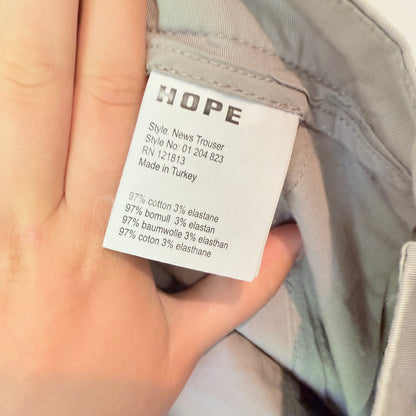 HOPE
Style. News Trouser
Style No: 01 204 823
RN 121813
Made in Turkey
97% cotton 3% elastane
97% bomull 3% elastan
97% baumwolle 3% elasthan
97% coton 3% elasthane